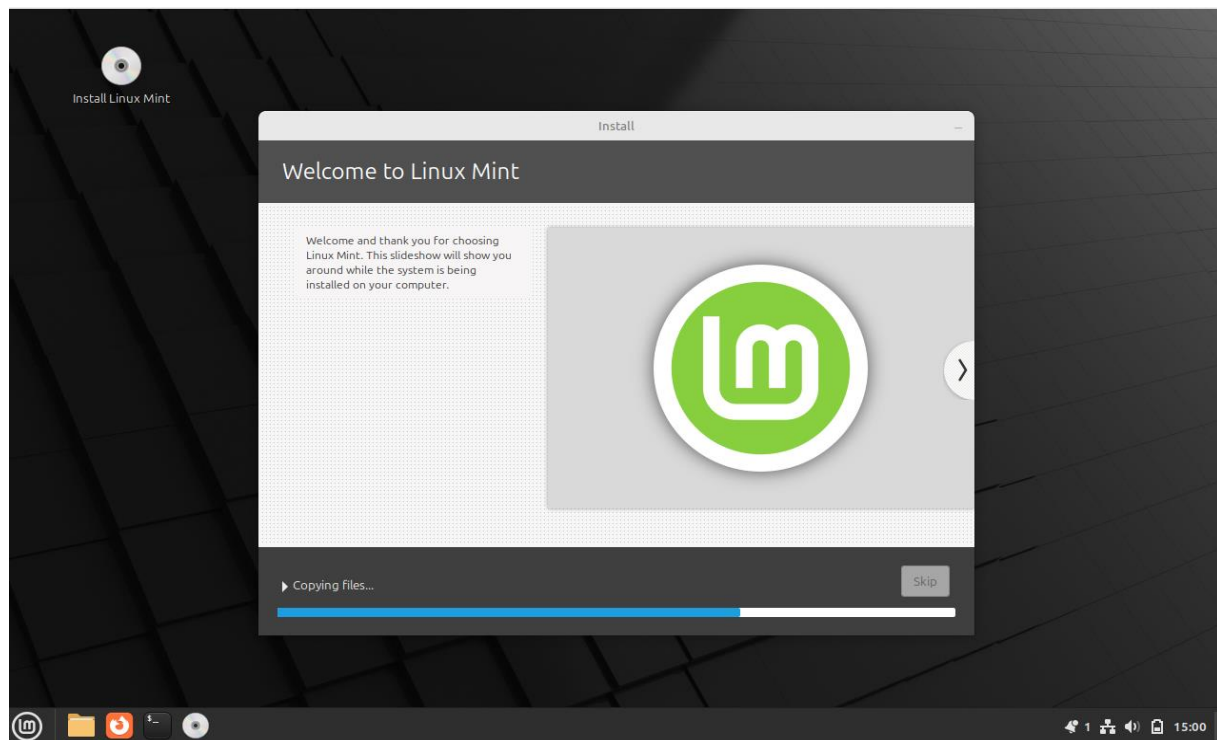 Install Linux Mint
Install
Welcome to Linux Mint
Welcome and thank you for choosing
Linux Mint. This slideshow will show you
around while the system is being
installed on your computer.
Copying files...
Skip
1
15:00